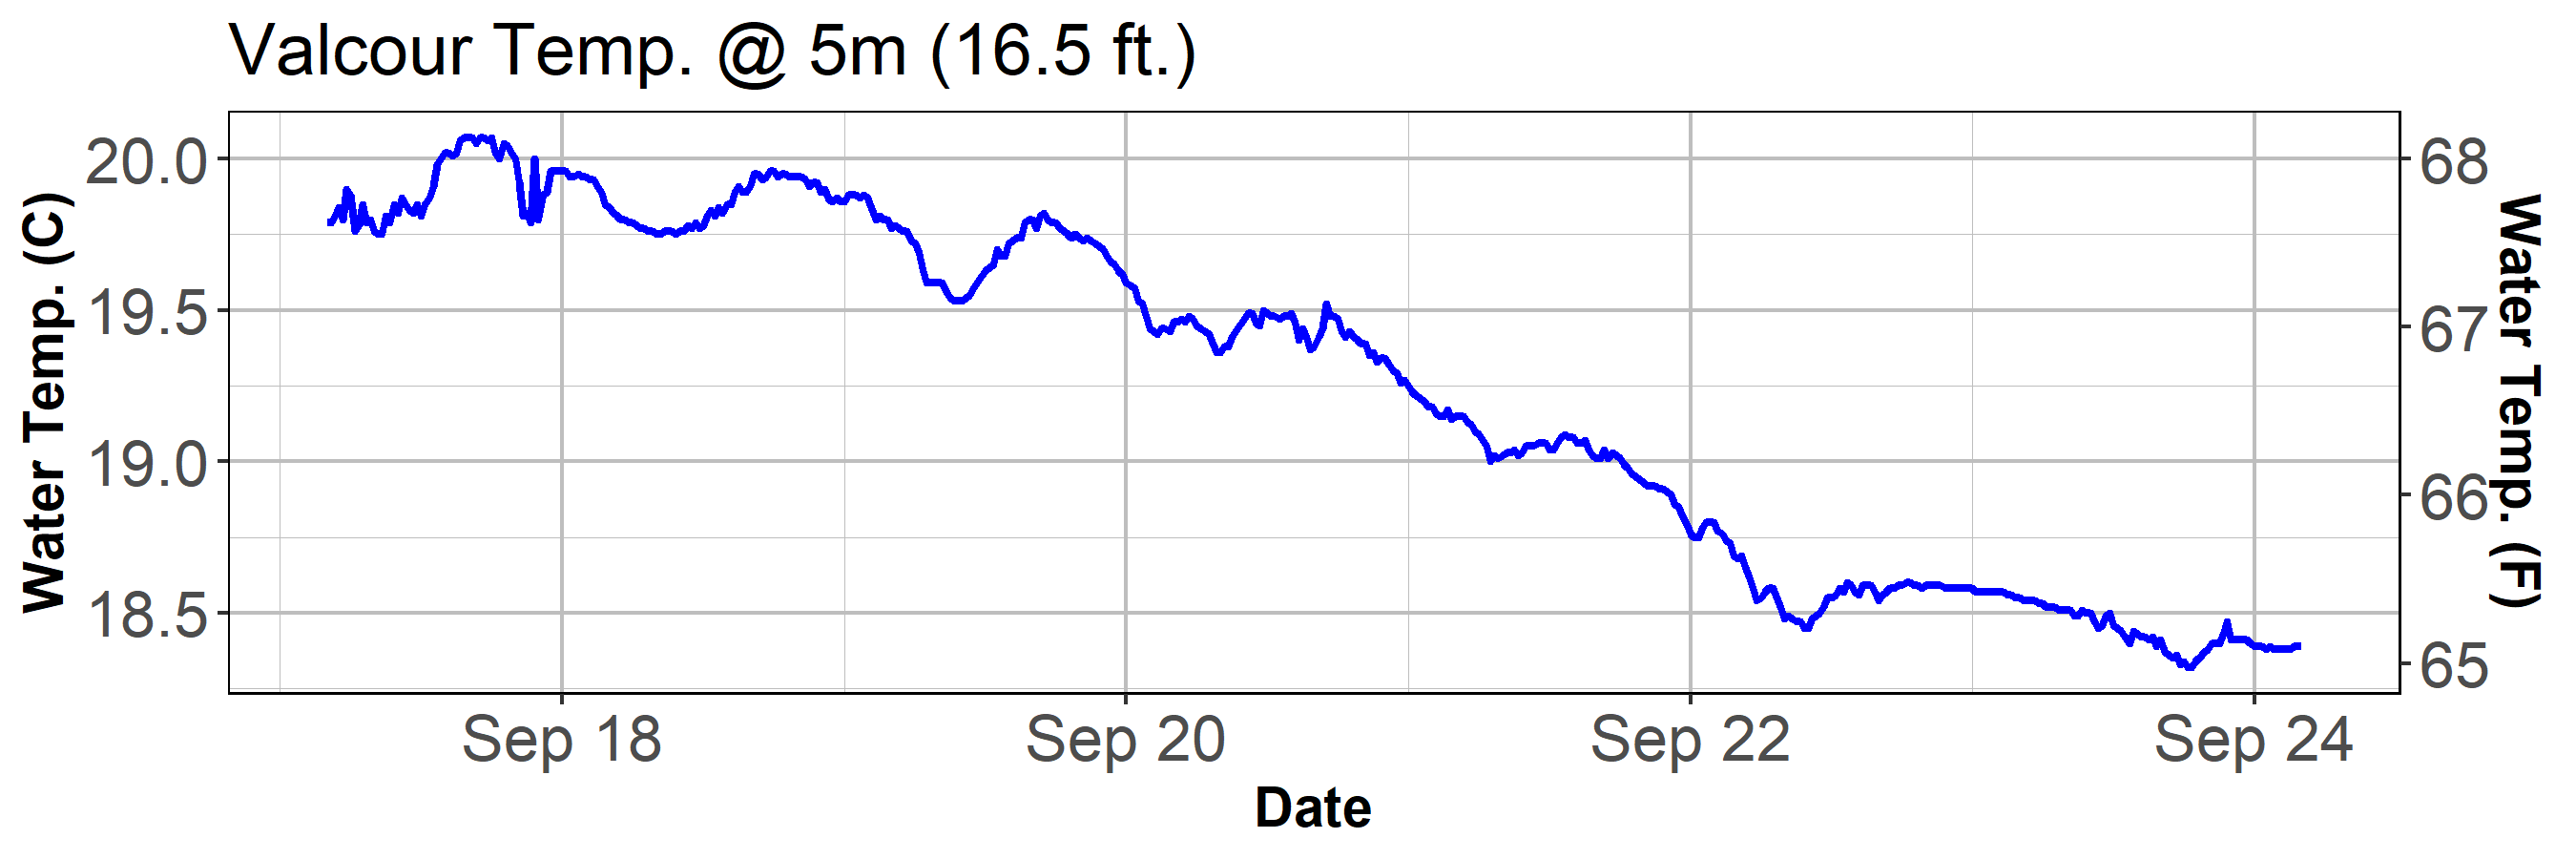 Valcour Temp. @ 5m (16.5 ft.)
Water Temp. (C)
20.0
19.5
19.0
18.5
68
67
66
65
Water Temp. (F)
Sep 18
Sep 20
Sep 22
Sep 24
Date